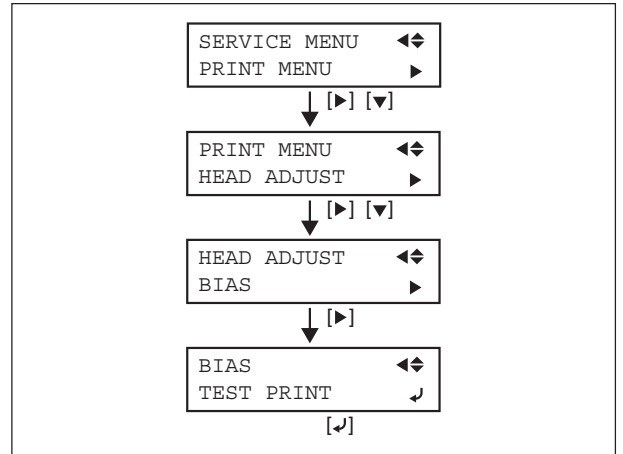 SERVICE MENU ◀◆
PRINT MENU ▶
[▶] [▼]
PRINT MENU ◀◆
HEAD ADJUST ▶
[▶] [▼]
HEAD ADJUST ◀◆
BIAS ▶
[▶]
BIAS ◀◆
TEST PRINT ↵
[↵]